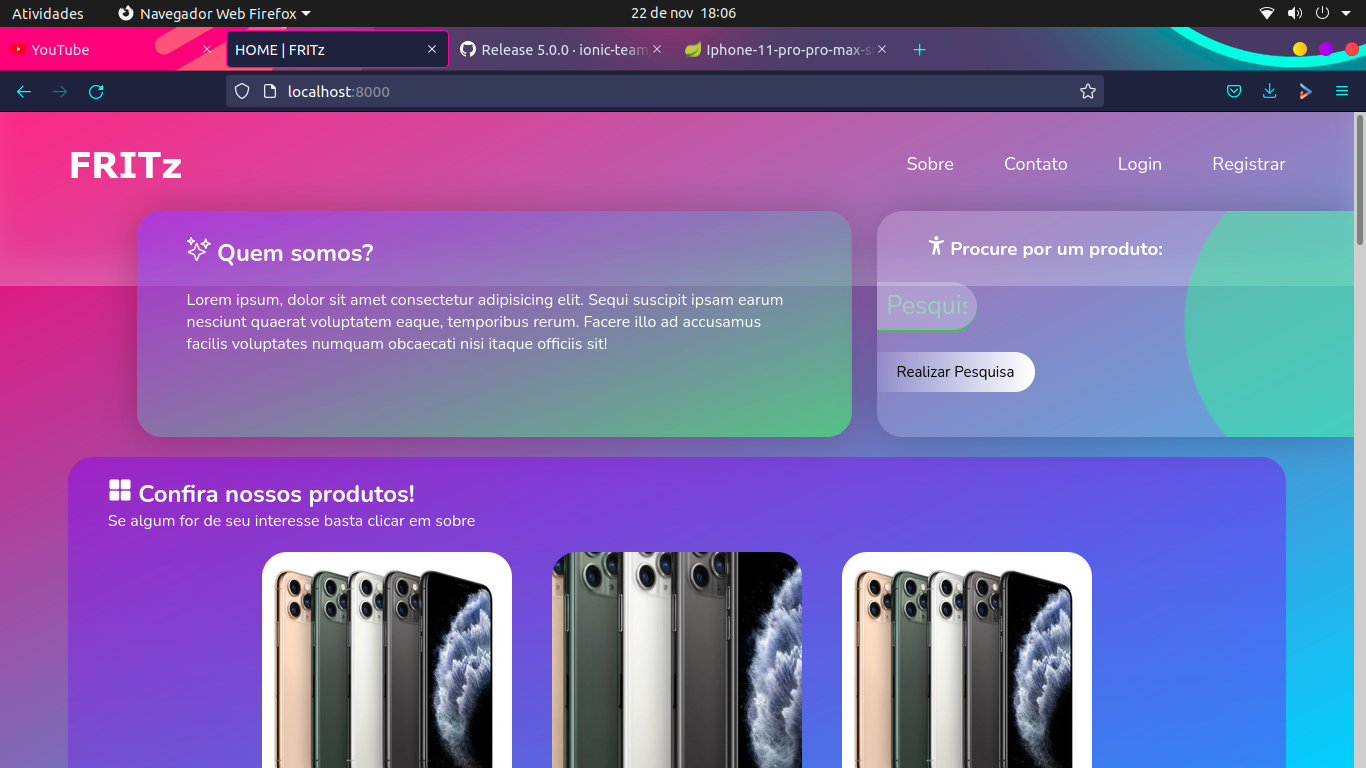 Atividades
Navegador Web Firefox
22 de nov 18:06
YouTube
HOME | FRITz
Release 5.0.0 · ionic-team
Iphone-11-pro-pro-max-s
localhost:8000
FRITz
Sobre
Contato
Login
Registrar
Quem somos?
Lorem ipsum, dolor sit amet consectetur adipisicing elit. Sequi suscipit ipsam earum
nesciunt quaerat voluptatem eaque, temporibus rerum. Facere illo ad accusamus
facilis voluptates numquam obcaecati nisi itaque officiis sit!
Procure por um produto:
Pesquis
Realizar Pesquisa
Confira nossos produtos!
Se algum for de seu interesse basta clicar em sobre